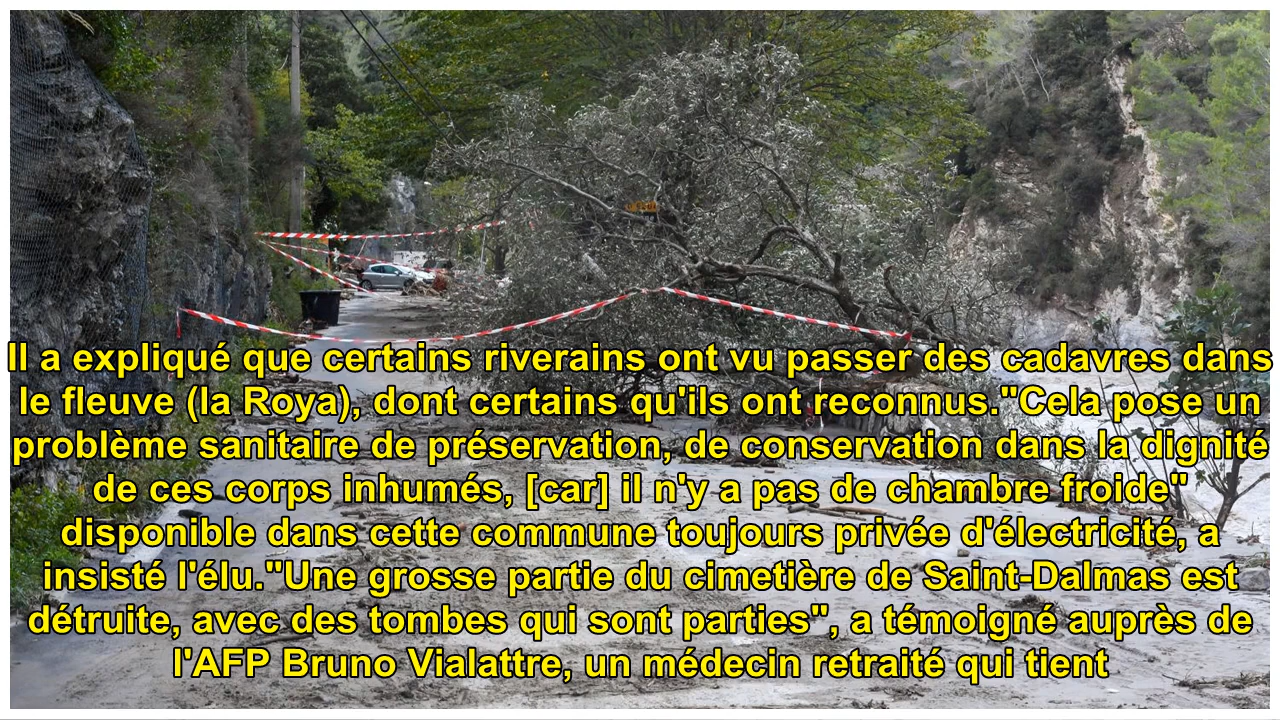 Il a expliqué que certains riverains ont vu passer des cadavres dans
le fleuve (la Roya), dont certains qu'ils ont reconnus."Cela pose un
problème sanitaire de préservation, de conservation dans la dignité
de ces corps inhumés, [car] il n'y a pas de chambre froide"
disponible dans cette commune toujours privée d'électricité, a
insisté l'élu."Une grosse partie du cimetière de Saint-Dalmas est
détruite, avec des tombes qui sont parties", a témoigné auprès de
l'AFP Bruno Vialattre, un médecin retraité qui tient